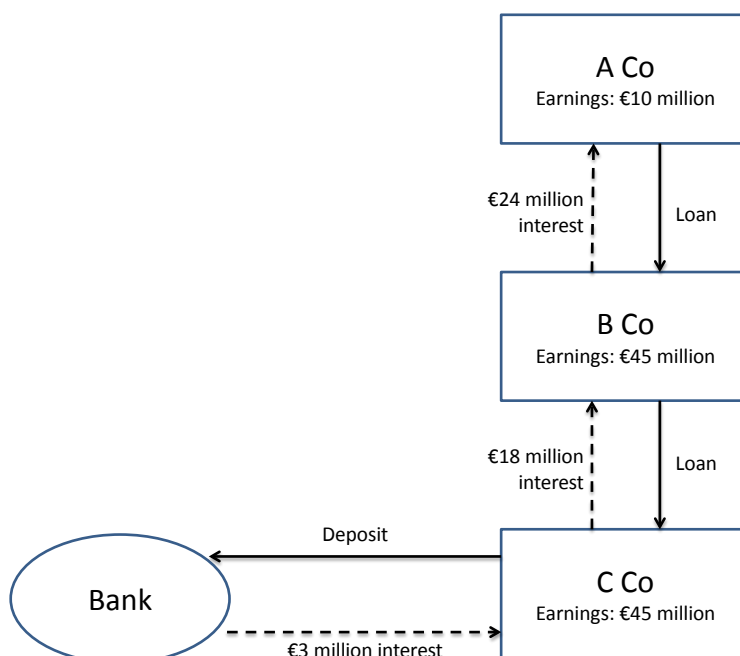 A Co
Earnings: €10 million
€24 million
interest
Loan
B Co
Earnings: €45 million
€18 million
interest
Loan
Deposit
Bank
C Co
Earnings: €45 million
€3 million interest